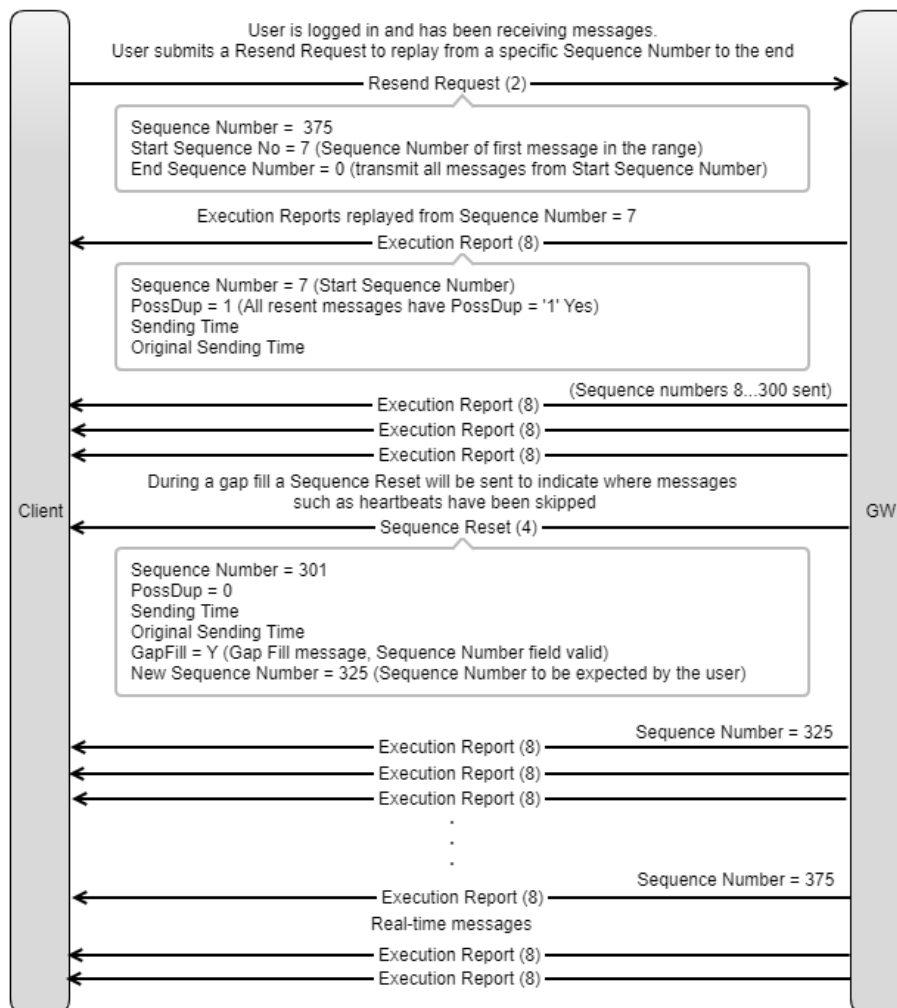 User is logged in and has been receiving messages.
User submits a Resend Request to replay from a specific Sequence Number to the end
Resend Request (2)
Sequence Number =  375
Start Sequence No = 7 (Sequence Number of first message in the range)
End Sequence Number = 0 (transmit all messages from Start Sequence Number)
Execution Reports replayed from Sequence Number = 7
Execution Report (8)
Sequence Number = 7 (Start Sequence Number)
PossDup = 1 (All resent messages have PossDup = '1' Yes)
Sending Time
Original Sending Time
(Sequence numbers 8...300 sent)
Execution Report (8)
Execution Report (8)
Execution Report (8)
During a gap fill a Sequence Reset will be sent to indicate where messages
such as heartbeats have been skipped
Client
GW
Sequence Reset (4)
Sequence Number = 301
PossDup = 0
Sending Time
Original Sending Time
GapFill = Y (Gap Fill message, Sequence Number field valid)
New Sequence Number = 325 (Sequence Number to be expected by the user)
Sequence Number = 325
Execution Report (8)
Execution Report (8)
Execution Report (8)
.
.
.
Sequence Number = 375
Execution Report (8)
Real-time messages
Execution Report (8)
Execution Report (8)